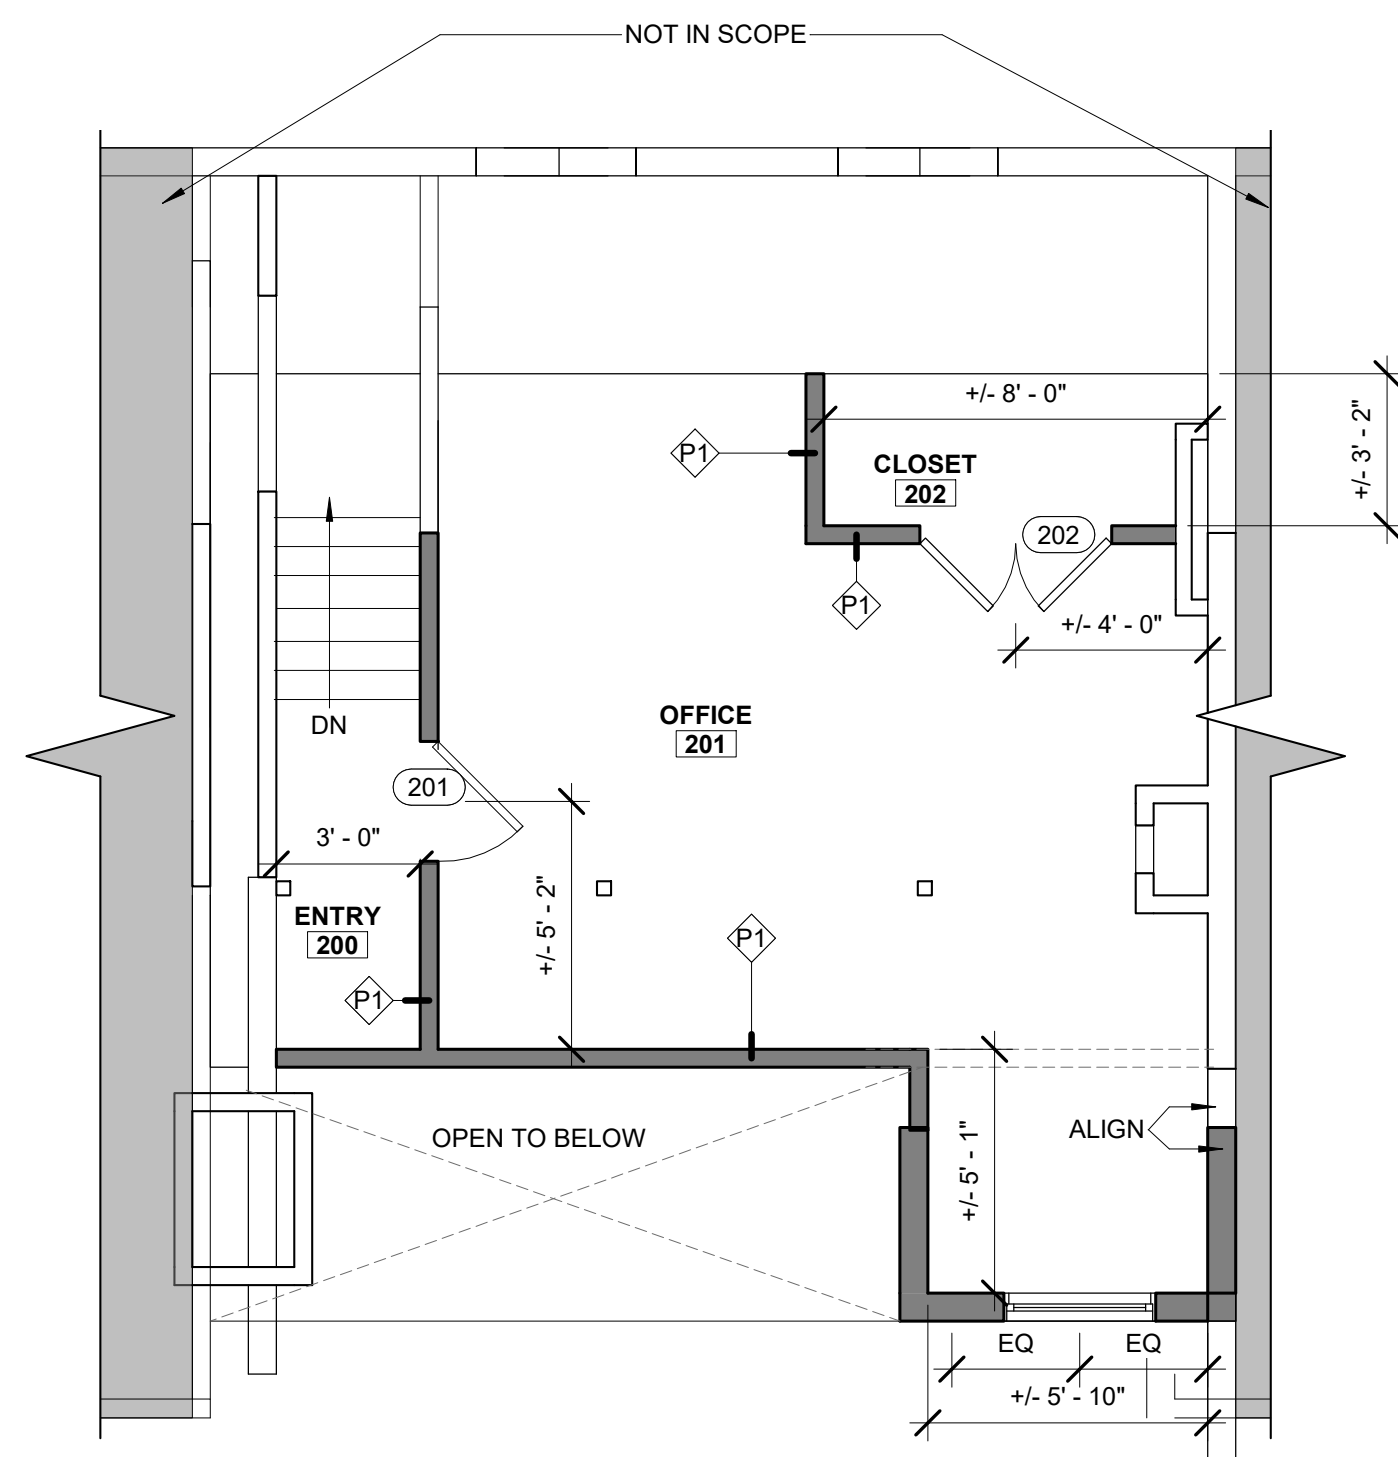 NOT IN SCOPE
+/- 8' - 0"
+/- 3' - 2"
P1
CLOSET
202
202
P1
+/- 4' - 0"
OFFICE
201
DN
201
3' - 0"
+/- 5' - 2"
ENTRY
200
P1
P1
ALIGN
OPEN TO BELOW
+/- 5' - 1"
EQ EQ
+/- 5' - 10"